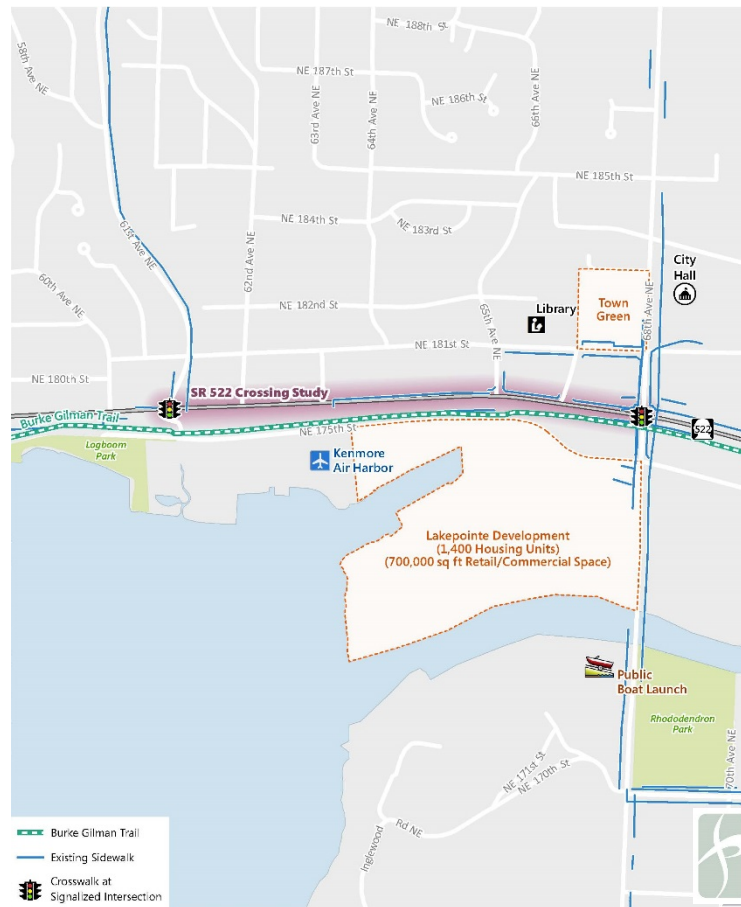 NE 188th St
58th Ave NE
NE 187th St
63rd Ave NE
64th Ave NE
66th Ave NE
NE 186th St
NE 185th St
NE 184th St
NE 183rd St
61st Ave NE
62nd Ave NE
60th Ave NE
NE 182nd St
65th Ave NE
68th Ave NE
City
Hall
Library
Town
Green
NE 181st St
NE 180th St
SR 522 Crossing Study
Burke Gilman Trail
522
NE 175th St
Logboom
Park
Kenmore
Air Harbor
Lakepointe Development
(1,400 Housing Units)
(700,000 sq ft Retail/Commercial Space)
Public
Boat Launch
Rhododendron
Park
70th Ave NE
NE 171st St
NE 170th St
Inglewood
Rd NE
Burke Gilman Trail
Existing Sidewalk
Crosswalk at
Signalized Intersection